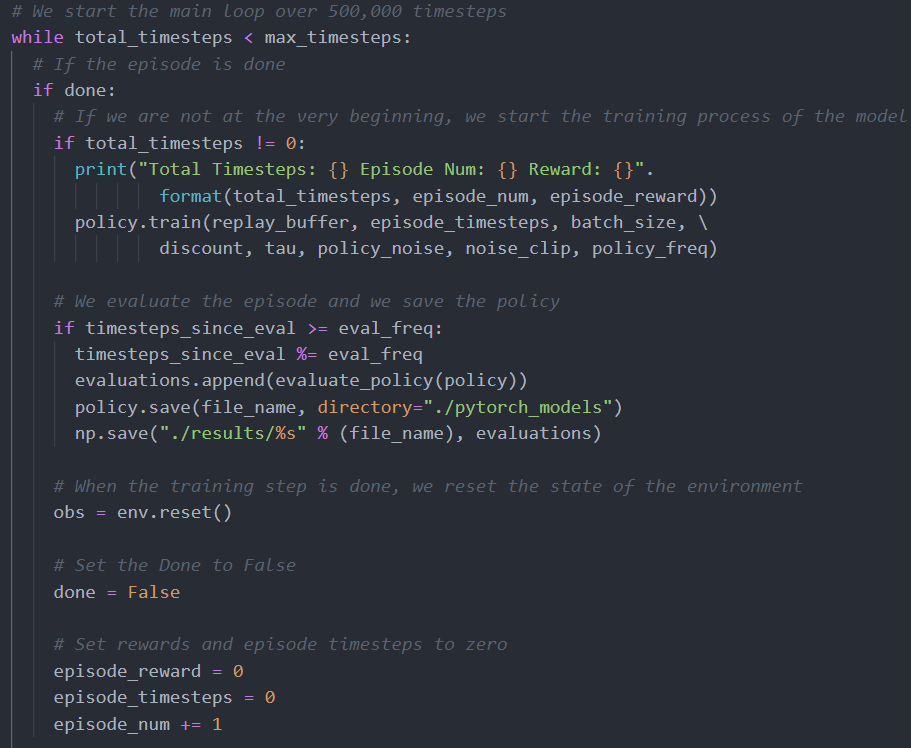 # We start the main loop over 500,000 timesteps
while total_timesteps < max_timesteps:
  # If the episode is done
  if done:
    # If we are not at the very beginning, we start the training process of the model
    if total_timesteps != 0:
      print("Total Timesteps: {} Episode Num: {} Reward: {}".
              format(total_timesteps, episode_num, episode_reward))
      policy.train(replay_buffer, episode_timesteps, batch_size, \
              discount, tau, policy_noise, noise_clip, policy_freq)

    # We evaluate the episode and we save the policy
    if timesteps_since_eval >= eval_freq:
      timesteps_since_eval %= eval_freq
      evaluations.append(evaluate_policy(policy))
      policy.save(file_name, directory="./pytorch_models")
      np.save("./results/%s" % (file_name), evaluations)

    # When the training step is done, we reset the state of the environment
    obs = env.reset()

    # Set the Done to False
    done = False

    # Set rewards and episode timesteps to zero
    episode_reward = 0
    episode_timesteps = 0
    episode_num += 1